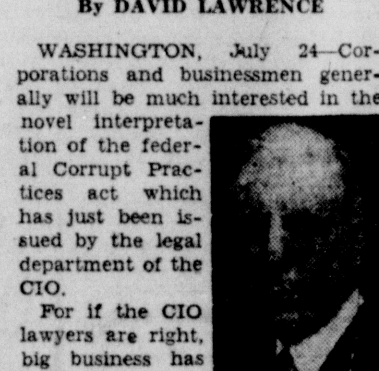 By DAVID LAWRENCE
WASHINGTON, July 24—Cor-
porations and businessmen gener-
ally will be much interested in the
novel interpreta-
tion of the feder-
al Corrupt Prac-
tices act which
has just been is-
sued by the legal
department of the
CIO.
For if the CIO
lawyers are right,
big business has